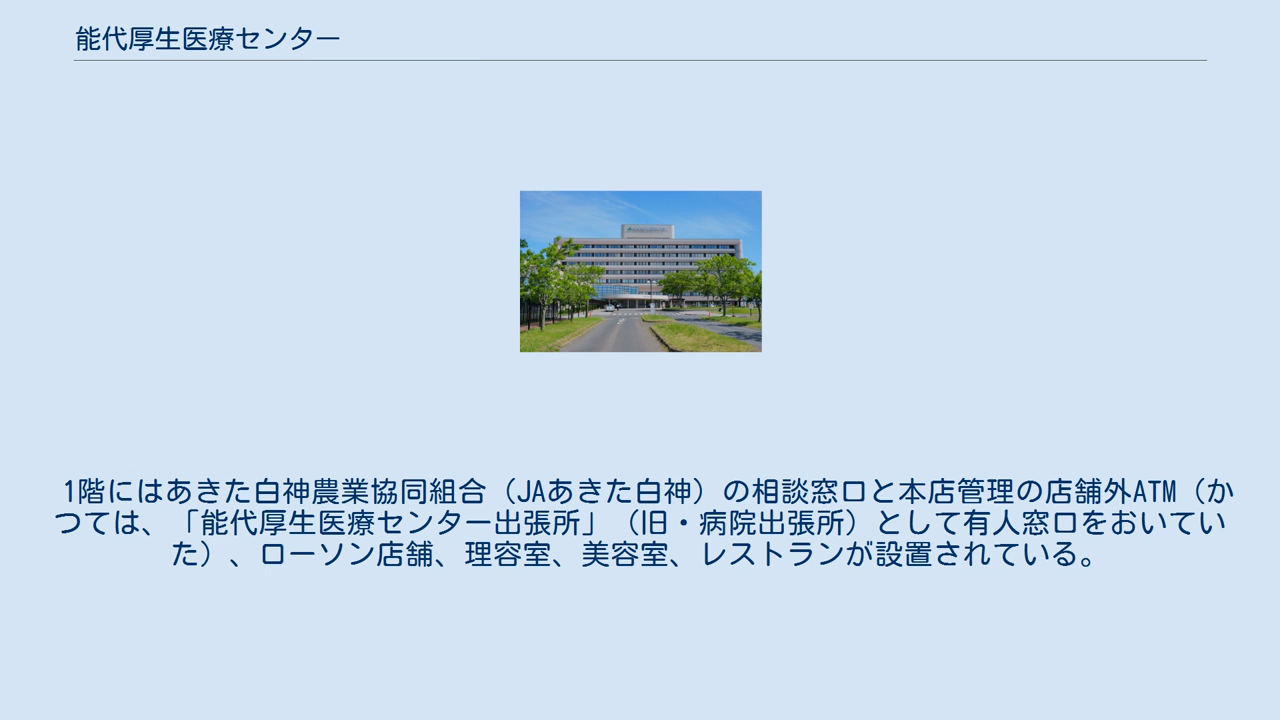 能代厚生医療センター
1階にはあきた白神農業協同組合（JAあきた白神）の相談窓口と本店管理の店舗外ATM（か
つては、「能代厚生医療センター出張所」（旧・病院出張所）として有人窓口をおいてい
た）、ローソン店舗、理容室、美容室、レストランが設置されている。